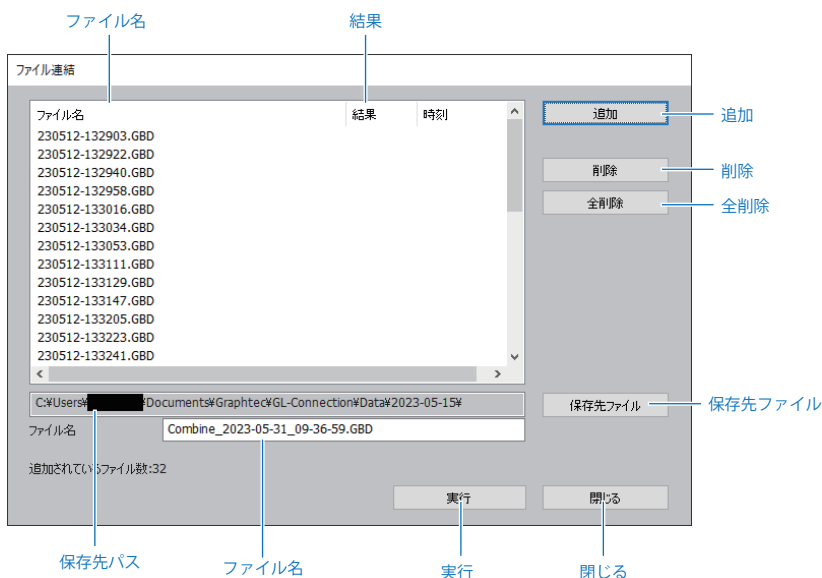 ファイル名 結果
ファイル連結
ファイル名 結果 時刻
追加 追加
230512-132903.GBD
230512-132922.GBD
230512-132940.GBD
削除 削除
230512-132958.GBD
230512-133016.GBD
全削除 全削除
230512-133034.GBD
230512-133053.GBD
230512-133111.GBD
230512-133129.GBD
230512-133147.GBD
230512-133205.GBD
230512-133223.GBD
230512-133241.GBD
C:¥Users¥ ¥Documents¥Graphtec¥GL-Connection¥Data¥2023-05-15¥
保存先ファイル 保存先ファイル
ファイル名 Combine_2023-05-31_09-36-59.GBD
追加されているファイル数:32
実行 閉じる
保存先パス ファイル名 実行 閉じる